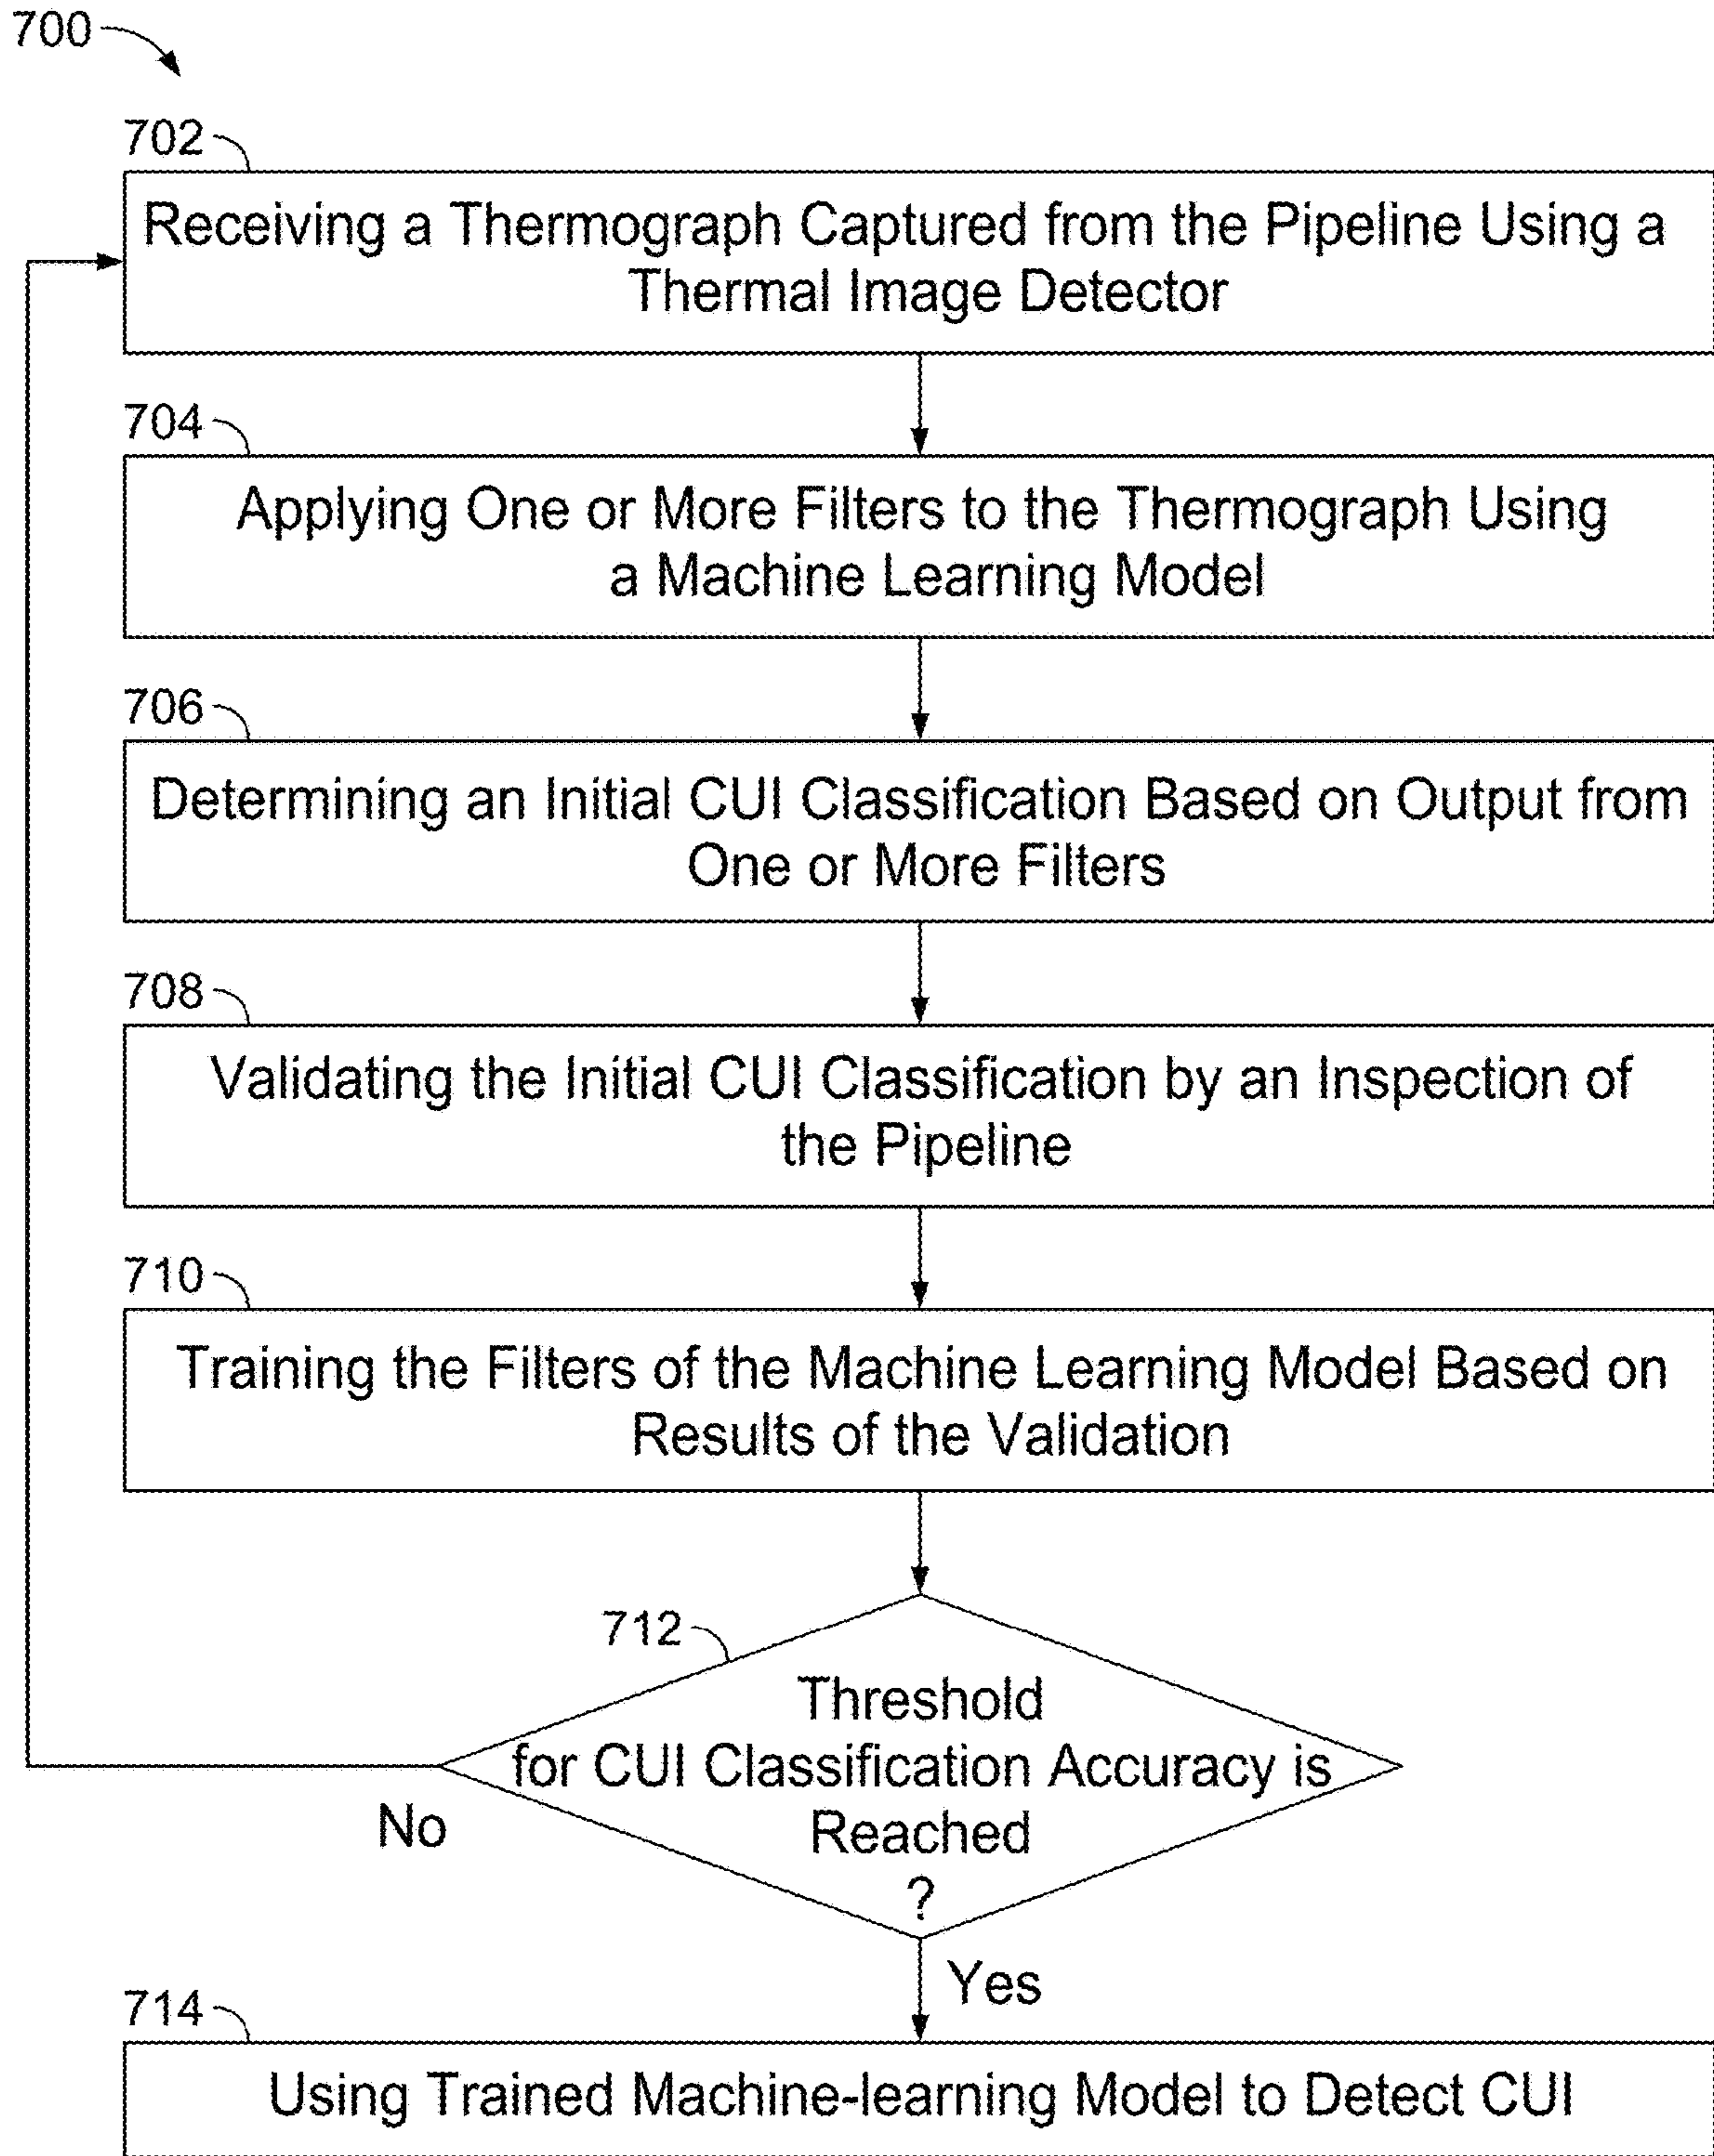 700
702
Receiving a Thermograph Captured from the Pipeline Using a
Thermal Image Detector
704
Applying One or More Filters to the Thermograph Using
a Machine Learning Model
706
Determining an Initial CUI Classification Based on Output from
One or More Filters
708
Validating the Initial CUI Classification by an Inspection of
the Pipeline
710
Training the Filters of the Machine Learning Model Based on
Results of the Validation
712
Threshold
for CUI Classification Accuracy is
Reached
?
No
Yes
714
Using Trained Machine-learning Model to Detect CUI